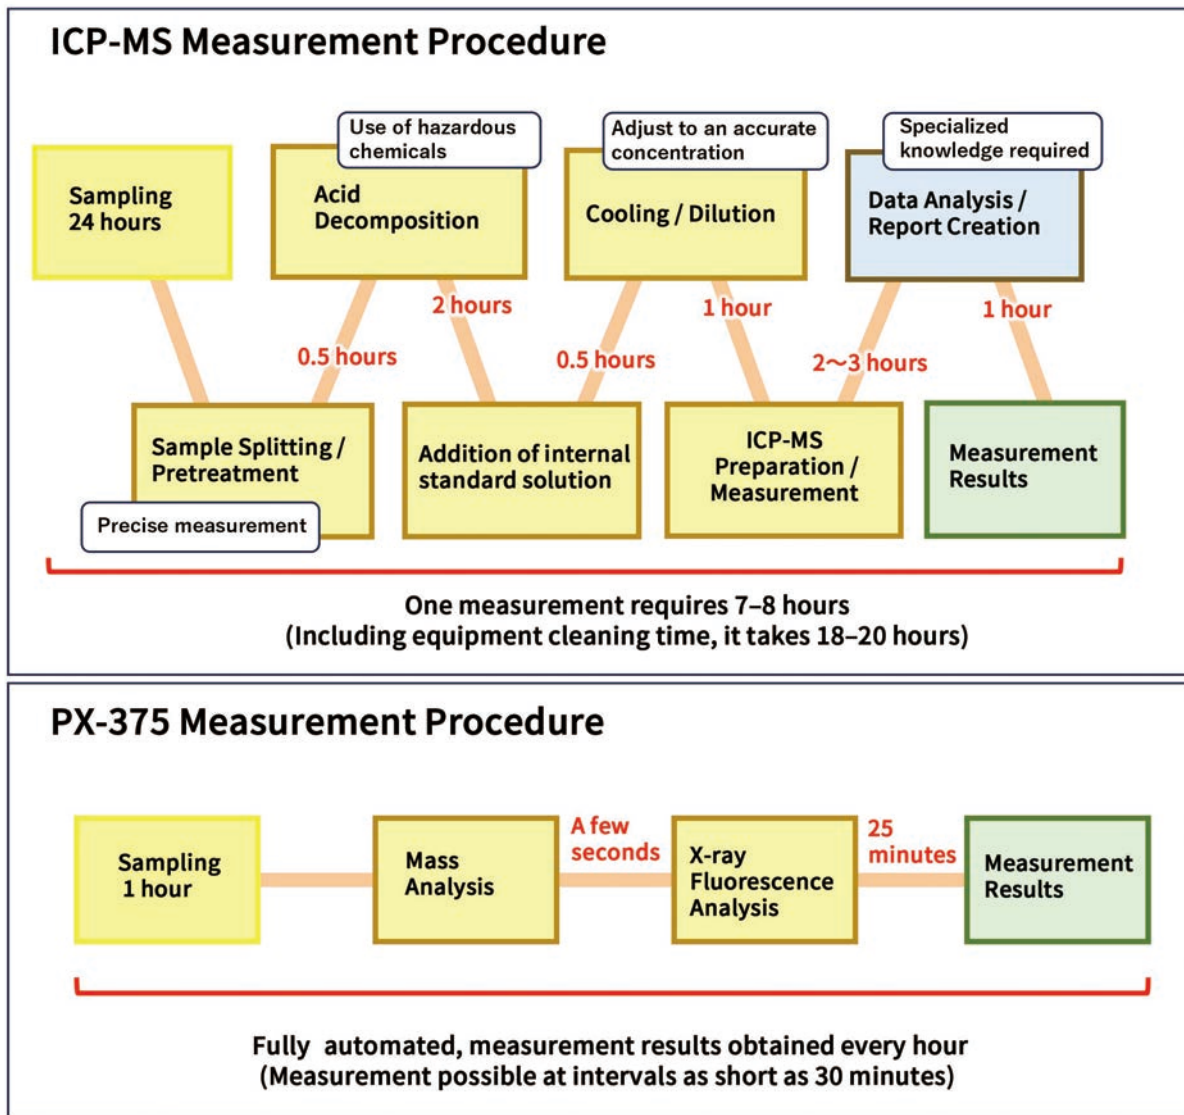 ICP-MS Measurement Procedure
Sampling
24 hours
Use of hazardous
chemicals
Acid
Decomposition
Adjust to an accurate
concentration
Cooling / Dilution
Specialized
knowledge required
Data Analysis /
Report Creation
0.5 hours
2 hours
0.5 hours
1 hour
2～3 hours
1 hour
Sample Splitting /
Pretreatment
Precise measurement
Addition of internal
standard solution
ICP-MS
Preparation /
Measurement
Measurement
Results
One measurement requires 7–8 hours
(Including equipment cleaning time, it takes 18–20 hours)
PX-375 Measurement Procedure
Sampling
1 hour
Mass
Analysis
A few
seconds
X-ray
Fluorescence
Analysis
25
minutes
Measurement
Results
Fully automated, measurement results obtained every hour
(Measurement possible at intervals as short as 30 minutes)